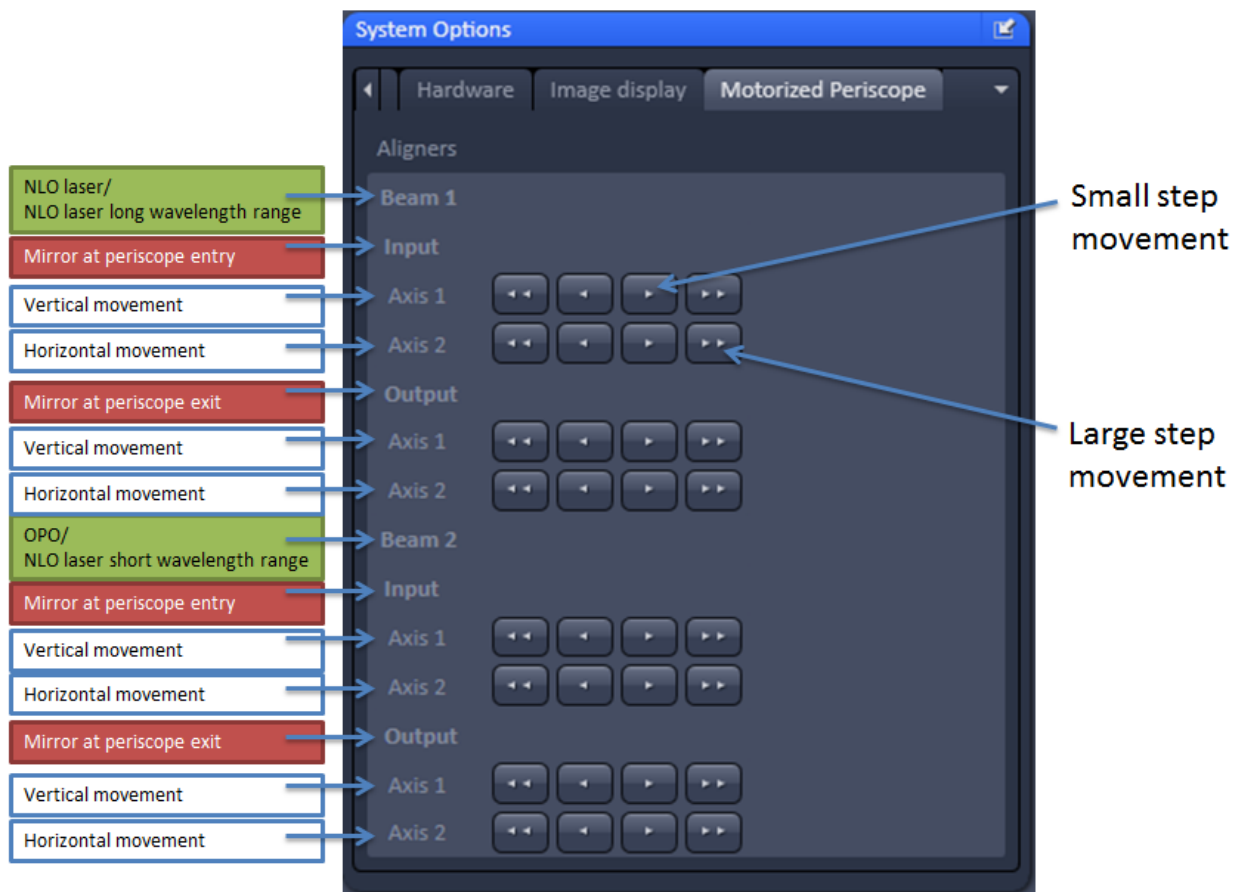 System Options
Hardware
Image display
Motorized Periscope
Aligners
NLO laser/
NLO laser long wavelength range
Beam 1
Mirror at periscope entry
Input
Vertical movement
Axis 1
Horizontal movement
Axis 2
Mirror at periscope exit
Output
Vertical movement
Axis 1
Horizontal movement
Axis 2
OPO/
NLO laser short wavelength range
Beam 2
Mirror at periscope entry
Input
Vertical movement
Axis 1
Horizontal movement
Axis 2
Mirror at periscope exit
Output
Vertical movement
Axis 1
Horizontal movement
Axis 2
Small step
movement
Large step
movement